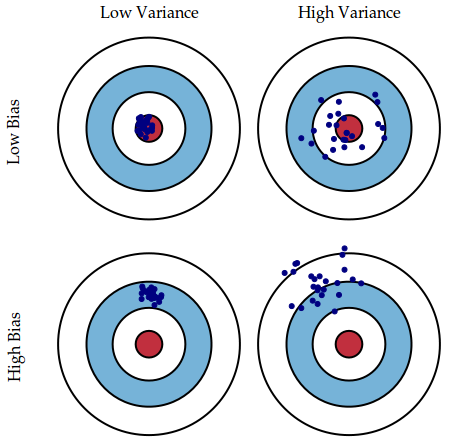 Low Variance
High Variance
Low Bias
High Bias